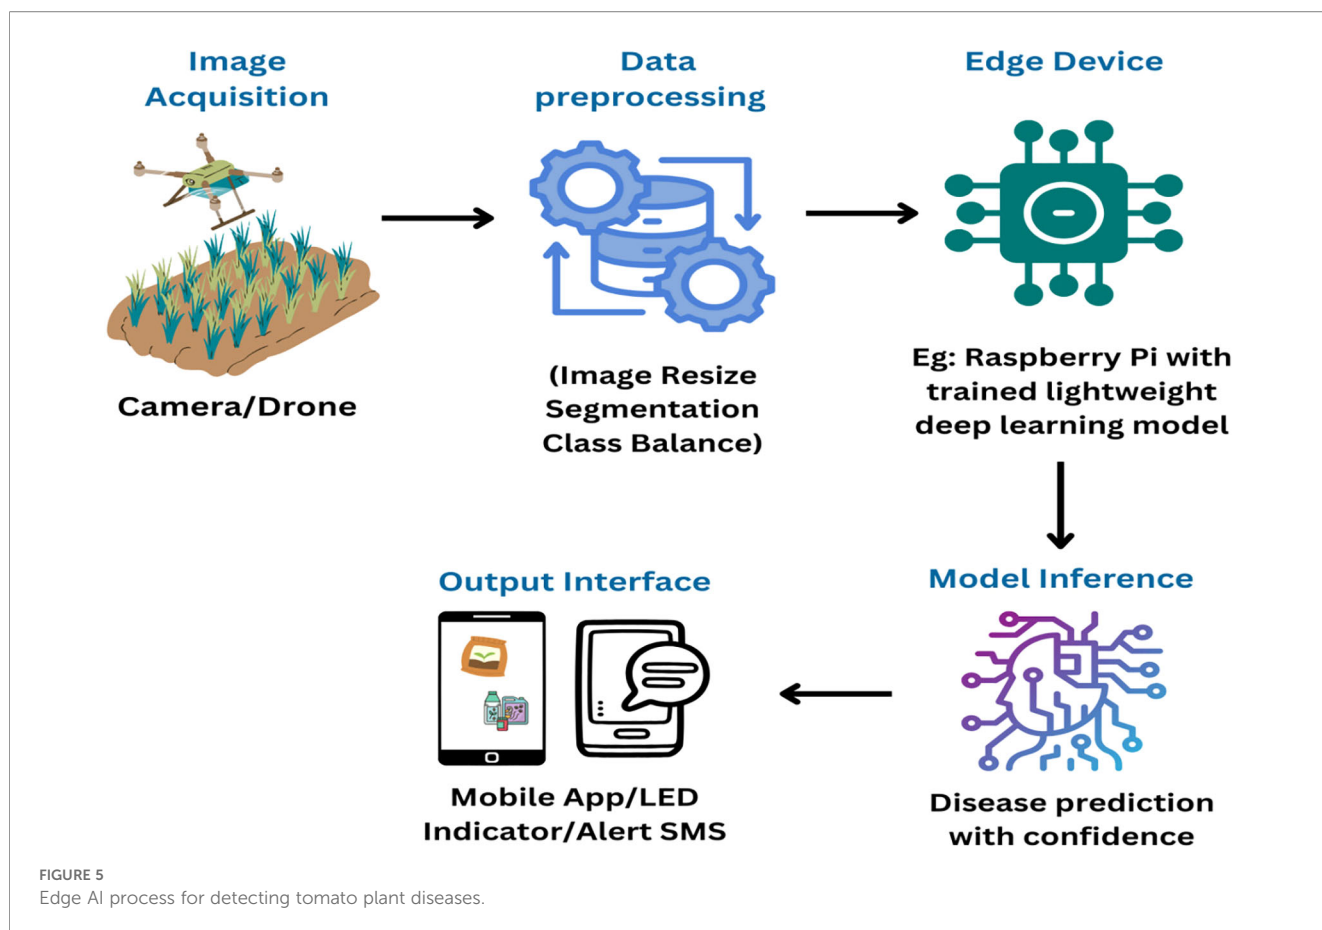 Image
Acquisition
Camera/Drone
Data
preprocessing
(Image Resize
Segmentation
Class Balance)
Edge Device
Eg: Raspberry Pi with
trained lightweight
deep learning model
Model Inference
Disease prediction
with confidence
Output Interface
Mobile App/LED
Indicator/Alert SMS
FIGURE 5
Edge AI process for detecting tomato plant diseases.